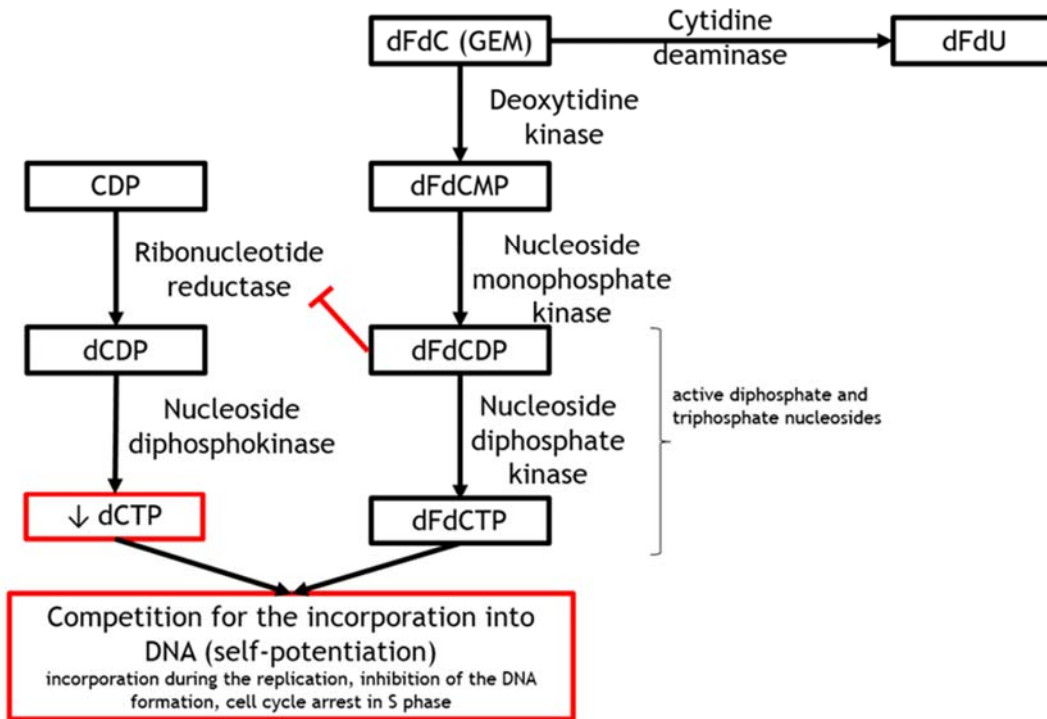 dFdC (GEM)
Cytidine
deaminase
dFdU
Deoxytidine
kinase
CDP
dFdCMP
Ribonucleotide
reductase
Nucleoside
monophosphate
kinase
dCDP
dFdCDP
active diphosphate and
triphosphate nucleosides
Nucleoside
diphosphokinase
Nucleoside
diphosphate
kinase
↓ dCTP
dFdCTP
Competition for the incorporation into
DNA (self-potentiation)
incorporation during the replication, inhibition of the DNA
formation, cell cycle arrest in S phase